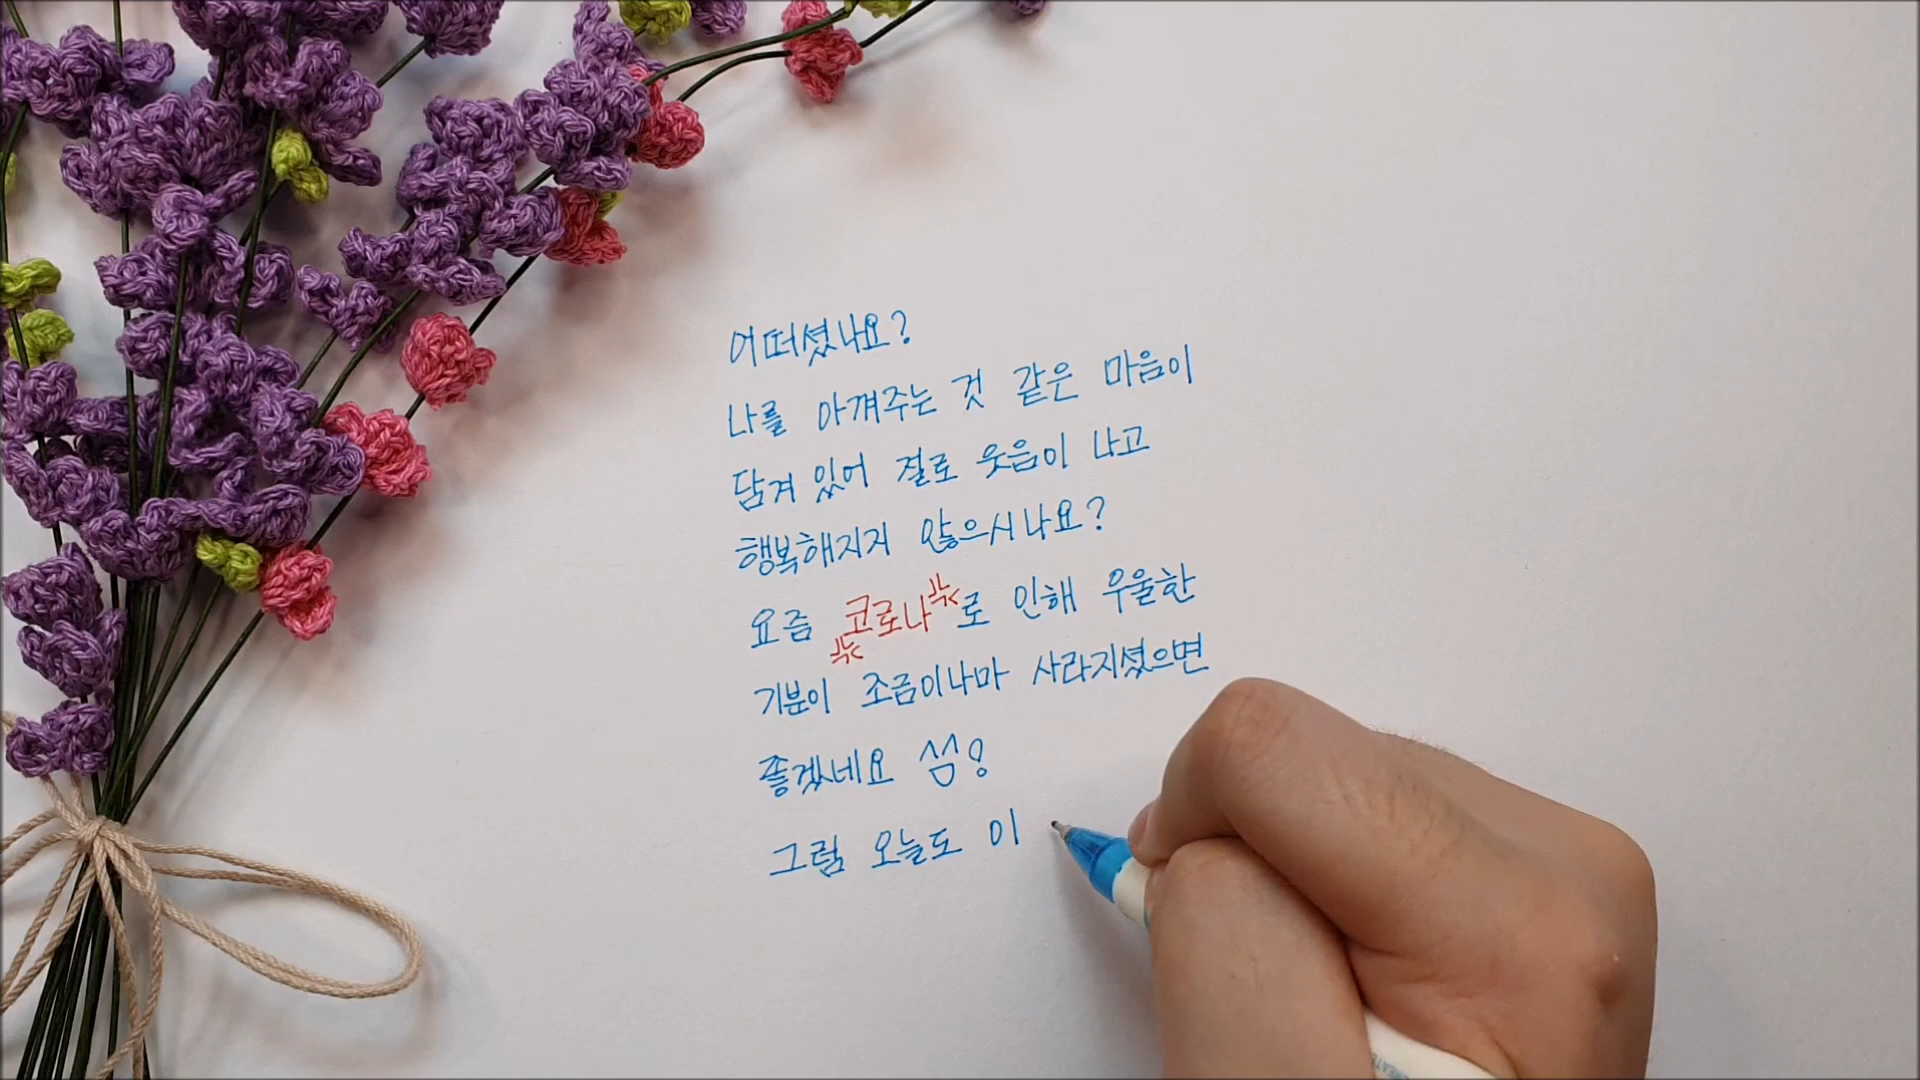 어떠셨나요?
나를 아껴주는 것 같은 마음이
담겨있어 절로 웃음이 나고
행복해지지 않으시나요?
요즘 코로나로 인해 우울한
기분이 조금이나마 사라지셨으면
좋겠네요
그럼 오늘도 이